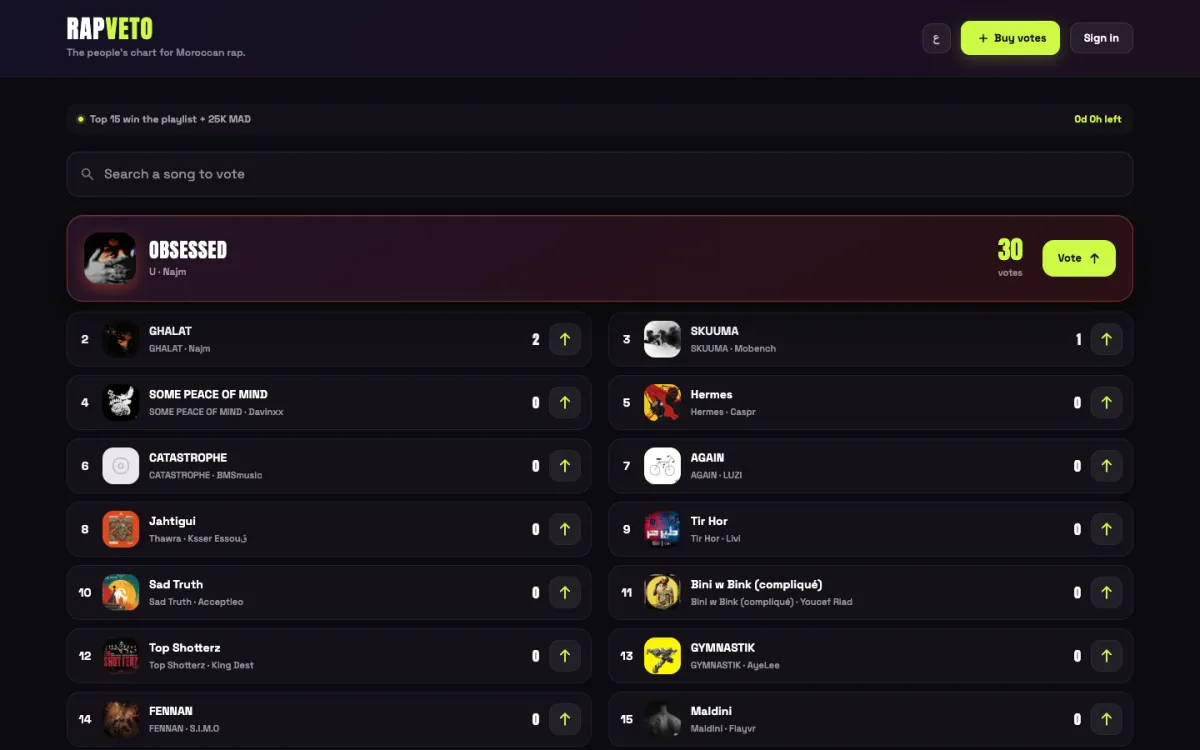 RAPVETO
The people's chart for Moroccan rap.
ع
+ Buy votes
Sign in
Top 15 win the playlist + 25K MAD
0d 0h left
Search a song to vote
OBSESSED
U · Najm
30
votes
Vote ↑
2
GHALAT
GHALAT · Najm
2
3
SKUUMA
SKUUMA · Mobench
1
4
SOME PEACE OF MIND
SOME PEACE OF MIND · Davinxx
0
5
Hermes
Hermes · Caspr
0
6
CATASTROPHE
CATASTROPHE · BMSmusic
0
7
AGAIN
AGAIN · LUZI
0
8
Jahtigui
Thawra · Ksser Essouڧ
0
9
Tir Hor
Tir Hor · Livi
0
10
Sad Truth
Sad Truth · Acceptleo
0
11
Bini w Bink (compliqué)
Bini w Bink (compliqué) · Youcef Riad
0
12
SHOTTERZ
Top Shotterz
Top Shotterz · King Dest
0
13
GYMNASTIK
GYMNASTIK · AyeLee
0
14
FENNAN
FENNAN · S.I.M.O
0
15
Maldini
Maldini · Flayvr
0